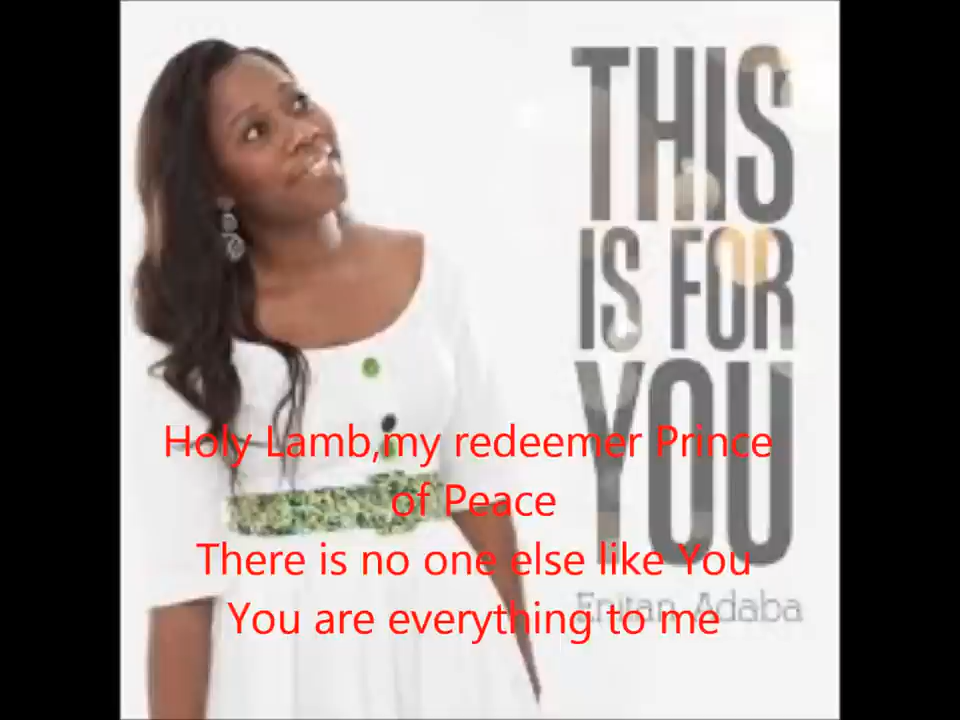 THIS
IS FOR
YOU
Holy Lamb,my redeemer Prince
of Peace
There is no one else like You
You are everything to me
Enitan Adaba